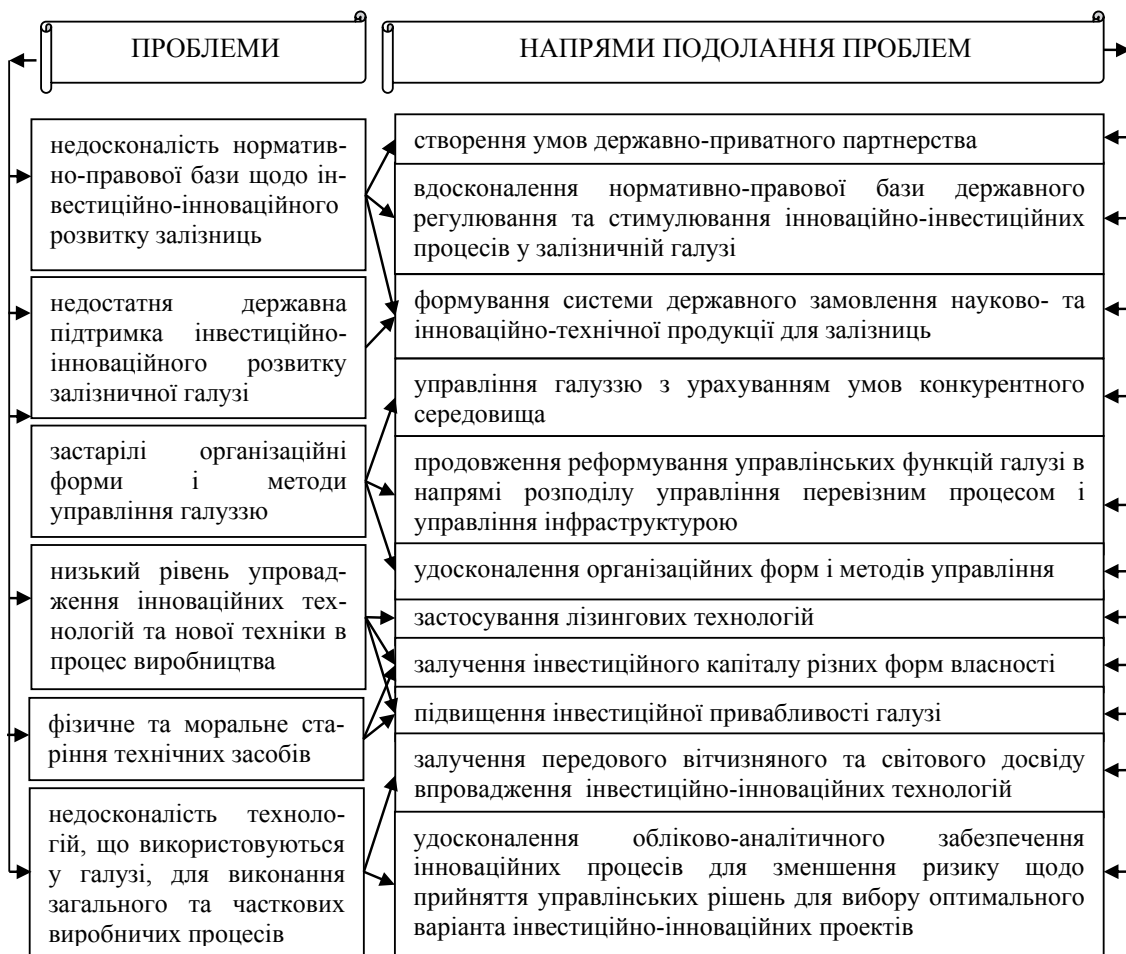 ПРОБЛЕМИ
НАПРЯМИ ПОДОЛАННЯ ПРОБЛЕМ
недосконалість норматив-
но-правової бази щодо ін-
вестиційно-інноваційного
розвитку залізниць
недостатня державна
підтримка інвестиційно-
інноваційного розвитку
залізничної галузі
застарілі організаційні
форми і методи
управління галуззю
низький рівень упровад-
ження інноваційних тех-
нологій та нової техніки в
процес виробництва
фізичне та моральне ста-
ріння технічних засобів
недосконалість техноло-
гій, що використовуються
у галузі, для виконання
загального та часткових
виробничих процесів
створення умов державно-приватного партнерства
вдосконалення нормативно-правової бази державного
регулювання та стимулювання інноваційно-інвестиційних
процесів у залізничній галузі
формування системи державного замовлення науково- та
інноваційно-технічної продукції для залізниць
управління галуззю з урахуванням умов конкурентного
середовища
продовження реформування управлінських функцій галузі в
напрямі розподілу управління перевізним процесом і
управління інфраструктурою
удосконалення організаційних форм і методів управління
застосування лізингових технологій
залучення інвестиційного капіталу різних форм власності
підвищення інвестиційної привабливості галузі
залучення передового вітчизняного та світового досвіду
впровадження інвестиційно-інноваційних технологій
удосконалення обліково-аналітичного забезпечення
інноваційних процесів для зменшення ризику щодо
прийняття управлінських рішень для вибору оптимального
варіанта інвестиційно-інноваційних проектів